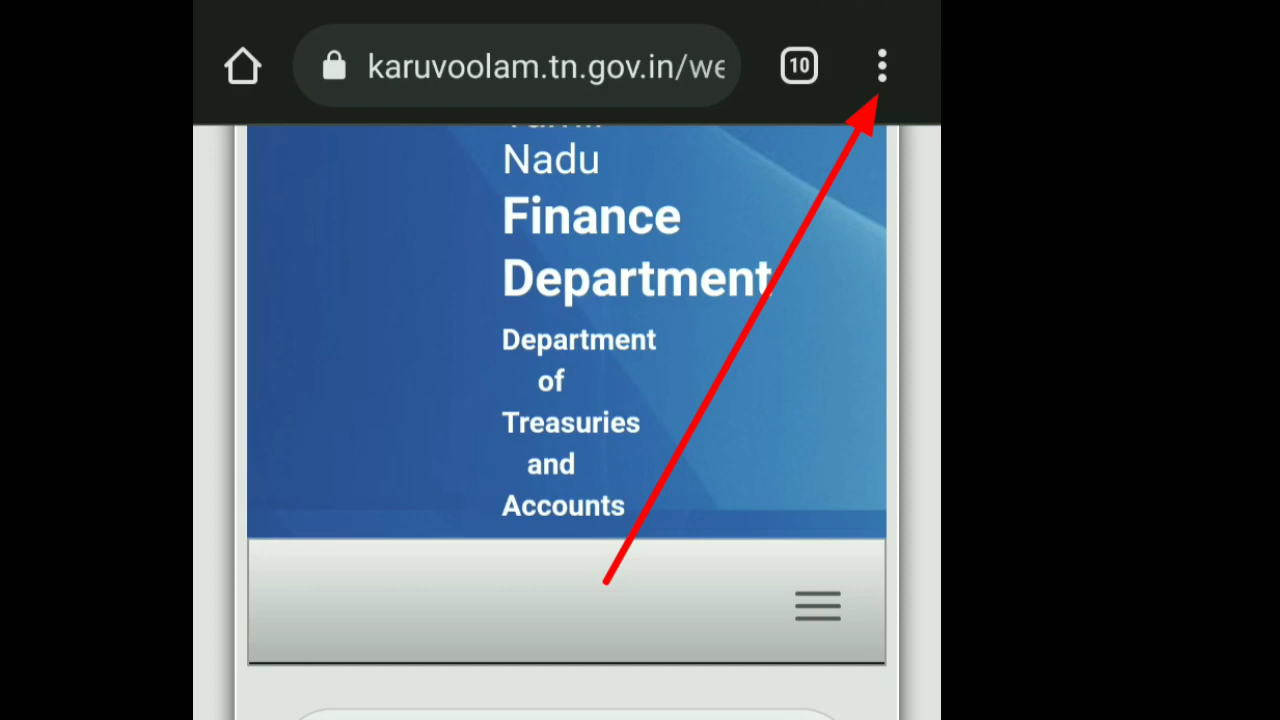 karuvoolam.tn.gov.in/we
10
Nadu
Finance
Department
Department
of
Treasuries
and
Accounts